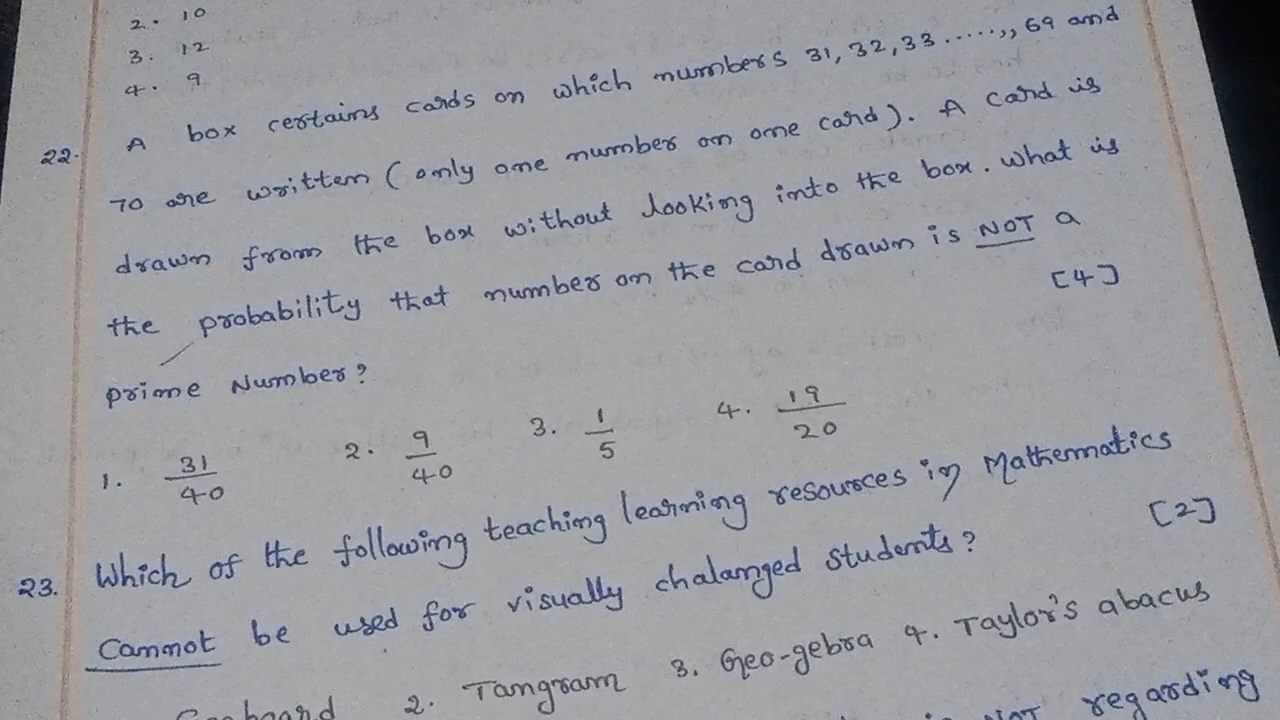 2. 10
3. 12
4. 9
22. A box certains cards on which numbers 31, 32, 33 ......,, 69 and
70 are written ( only one number on one card ). A card is
drawn from the box without looking into the box. what is
the probability that number on the card drawn is NOT a
prime Number? [4]
1. 31/40 2. 9/40 3. 1/5 4. 19/20
23. Which of the following teaching learning resources in Mathematics
Cannot be used for visually chalanged students? [2]
2. Tangram 3. Geo-gebra 4. Taylor's abacus
NOT regarding